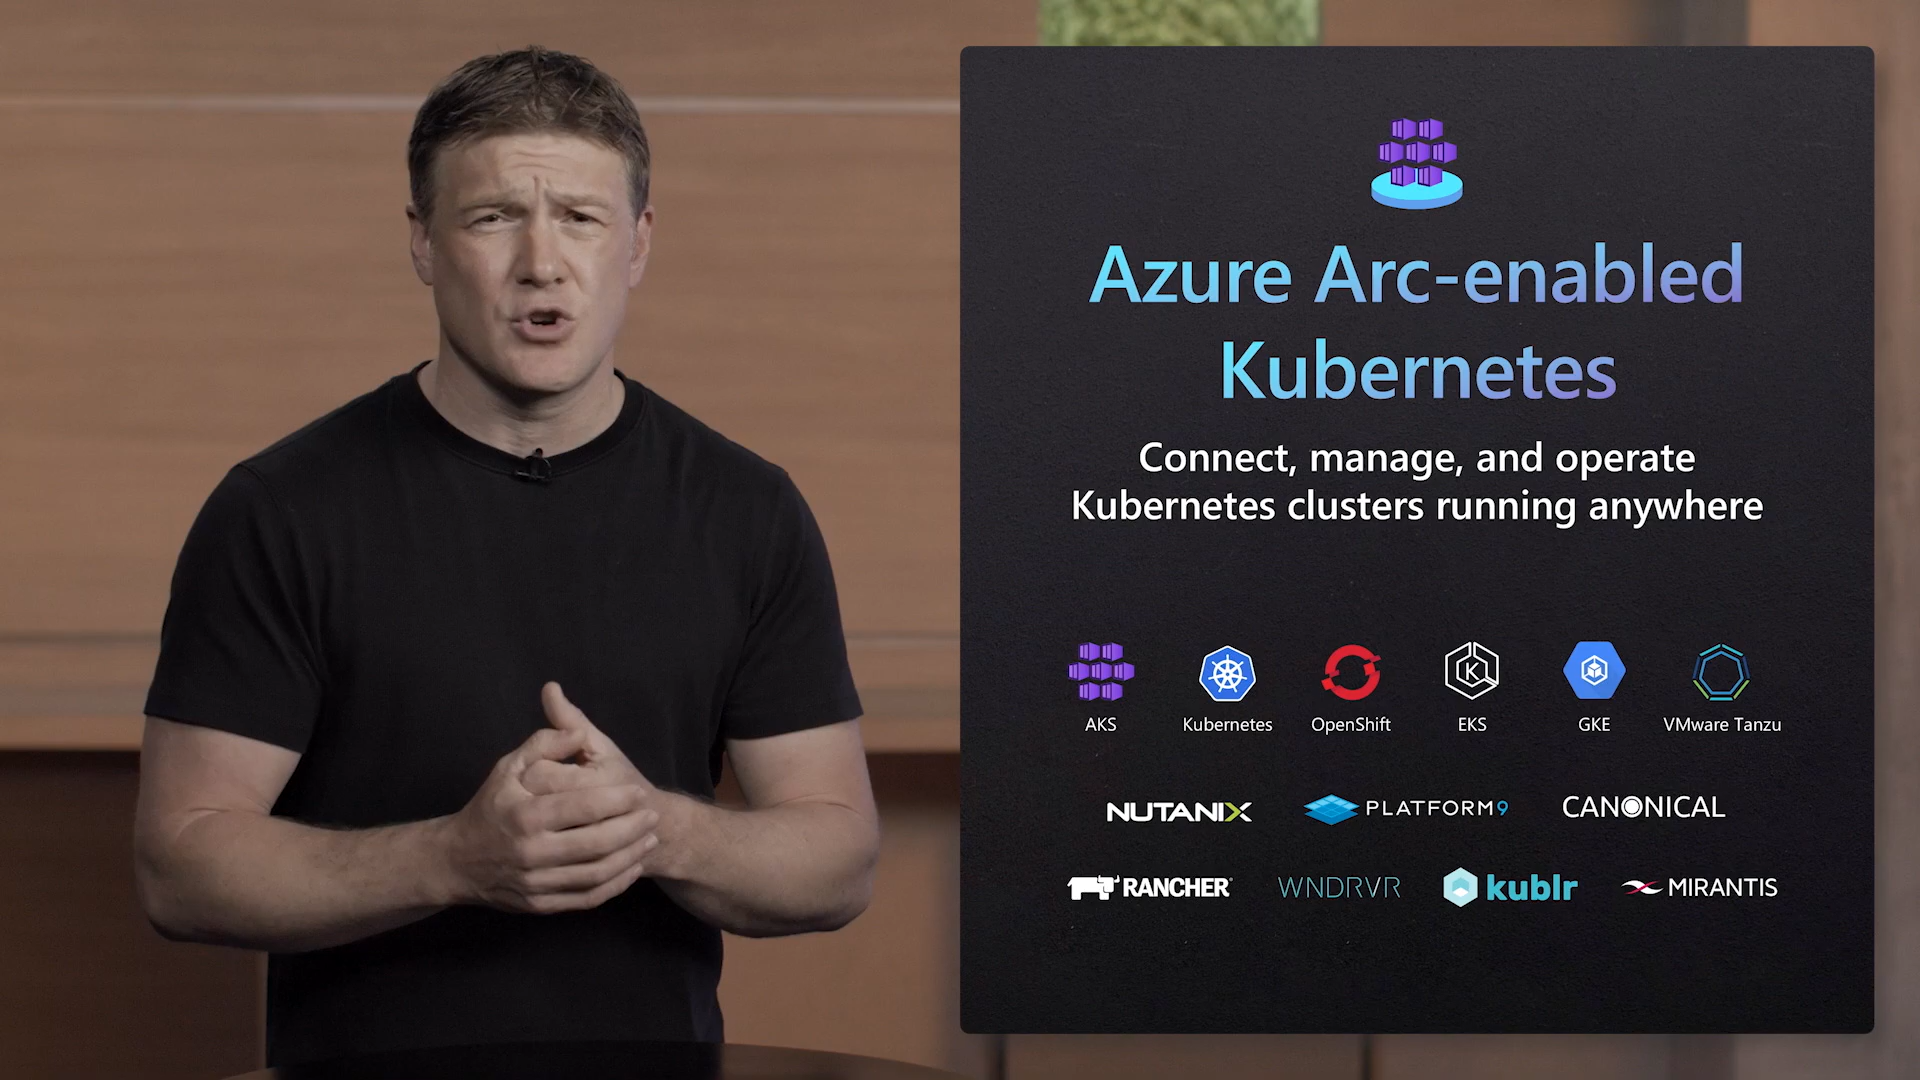 Azure Arc-enabled
Kubernetes
Connect, manage, and operate
Kubernetes clusters running anywhere
AKS Kubernetes OpenShift EKS GKE VMware Tanzu
NUTANIX PLATFORM9 CANONICAL
RANCHER WNDRVR kublr MIRANTIS